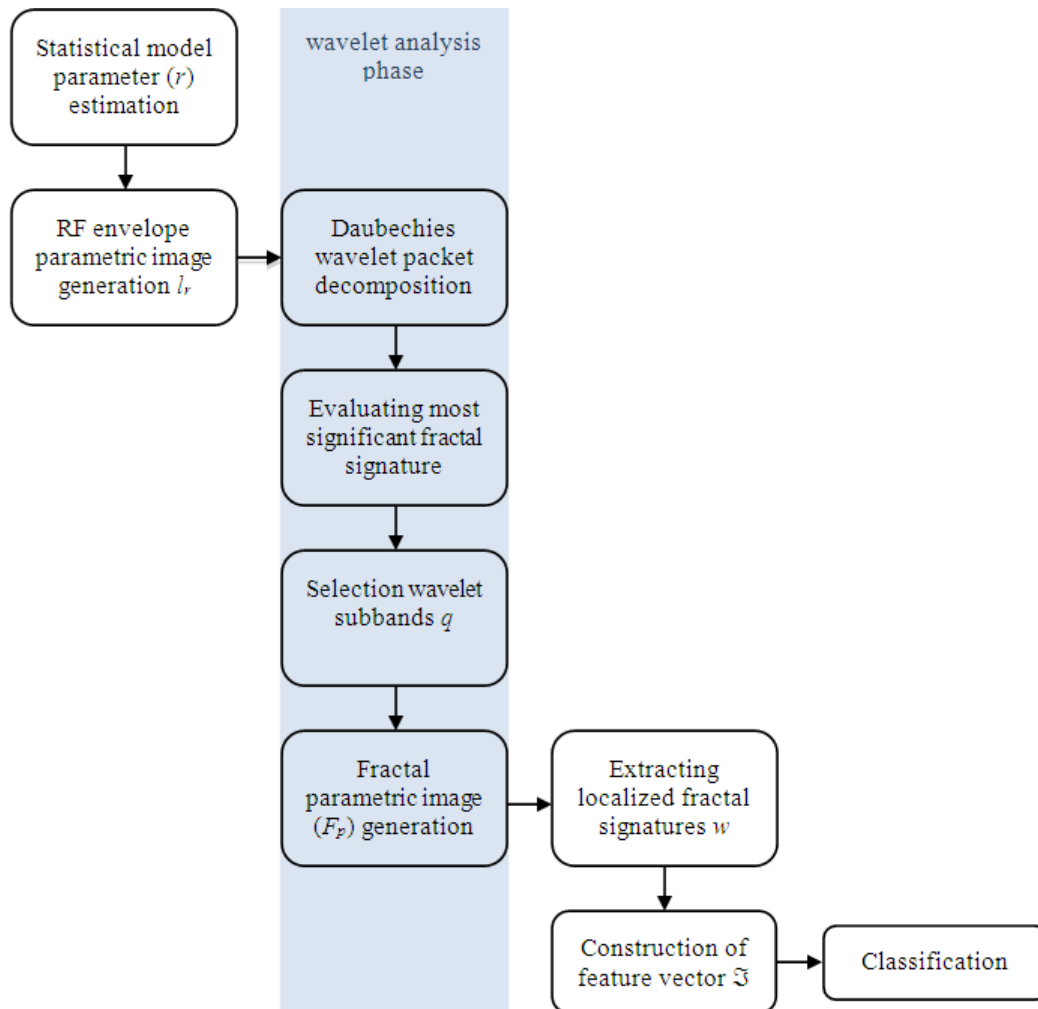 Statistical model
parameter (r)
estimation
wavelet analysis
phase
RF envelope
parametric image
generation lᵣ
Daubechies
wavelet packet
decomposition
Evaluating most
significant fractal
signature
Selection wavelet
subbands q
Fractal
parametric image
(Fₚ) generation
Extracting
localized fractal
signatures w
Construction of
feature vector ℑ
Classification